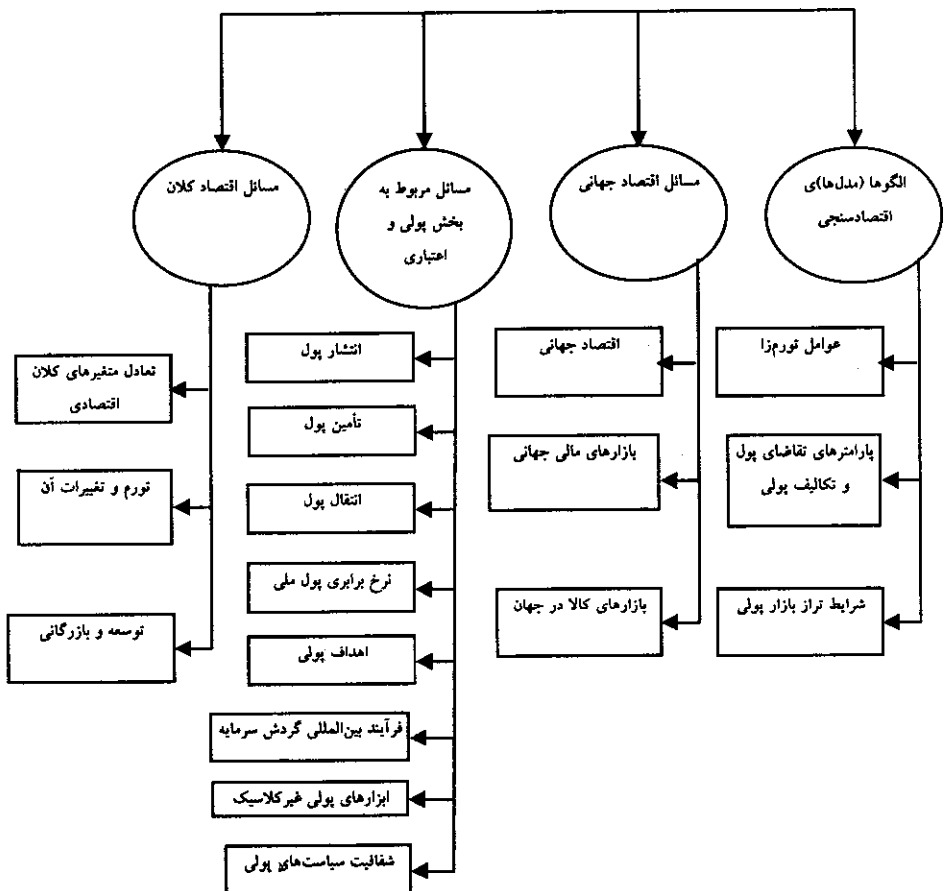 الگوها (مدل‌ها)ی
اقتصادسنجی
عوامل تورم‌زا
پارامترهای تقاضای پول
و تکالیف پولی
شرایط تراز بازار پولی
مسائل اقتصاد جهانی
اقتصاد جهانی
بازارهای مالی جهانی
بازارهای کالا در جهان
مسائل مربوط به
بخش پولی و
اعتباری
انتشار پول
تأمین پول
انتقال پول
نرخ برابری پول ملی
اهداف پولی
فرآیند بین‌المللی گردش سرمایه
ابزارهای پولی غیرکلاسیک
شفافیت سیاست‌های پولی
مسائل اقتصاد کلان
تعادل متغیرهای کلان
اقتصادی
تورم و تغییرات آن
توسعه و بازرگانی